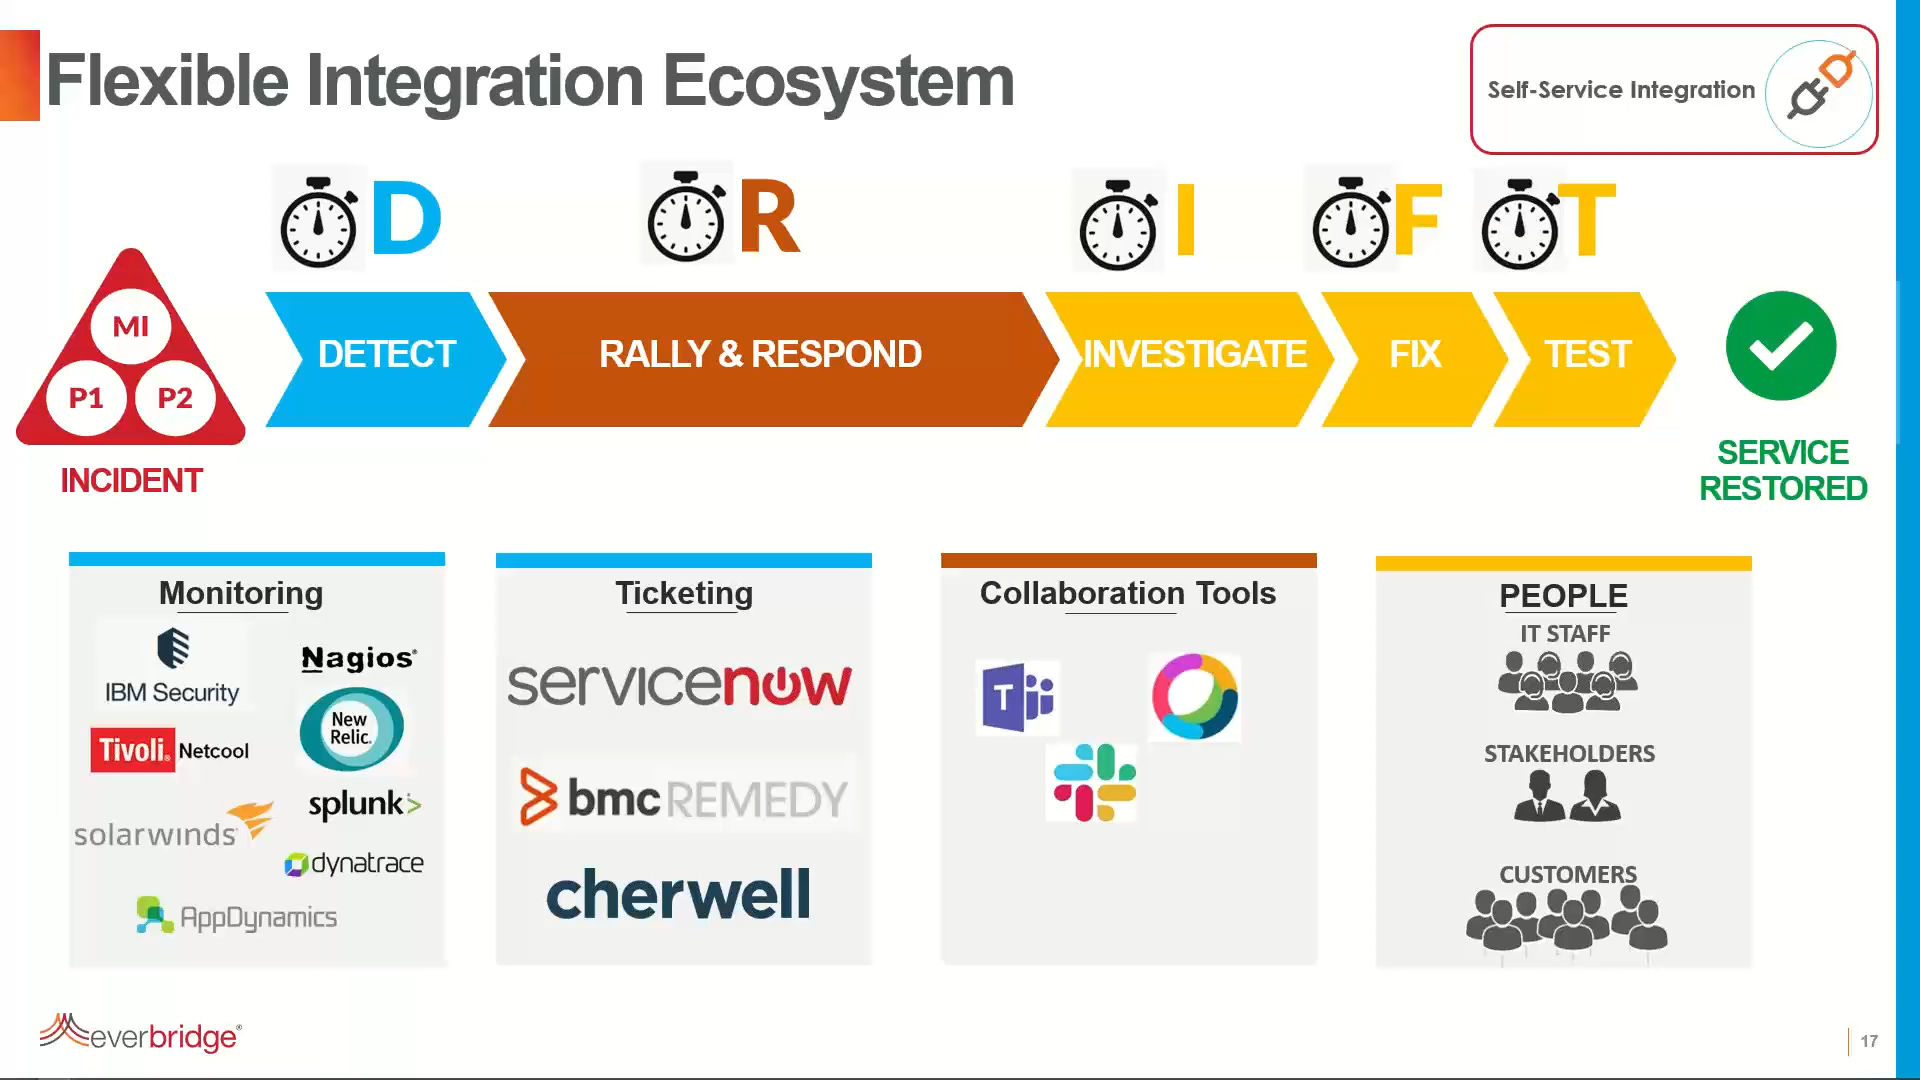 Flexible Integration Ecosystem
Self-Service Integration
D
R
I
F
T
MI
P1
P2
INCIDENT
DETECT
RALLY & RESPOND
INVESTIGATE
FIX
TEST
SERVICE
RESTORED
Monitoring
IBM Security
Nagios®
Tivoli® Netcool
New
Relic.
solarwinds
splunk>
dynatrace
AppDynamics
Ticketing
servicenow
bmc REMEDY
cherwell
Collaboration Tools
T
PEOPLE
IT STAFF
STAKEHOLDERS
CUSTOMERS
everbridge®
17